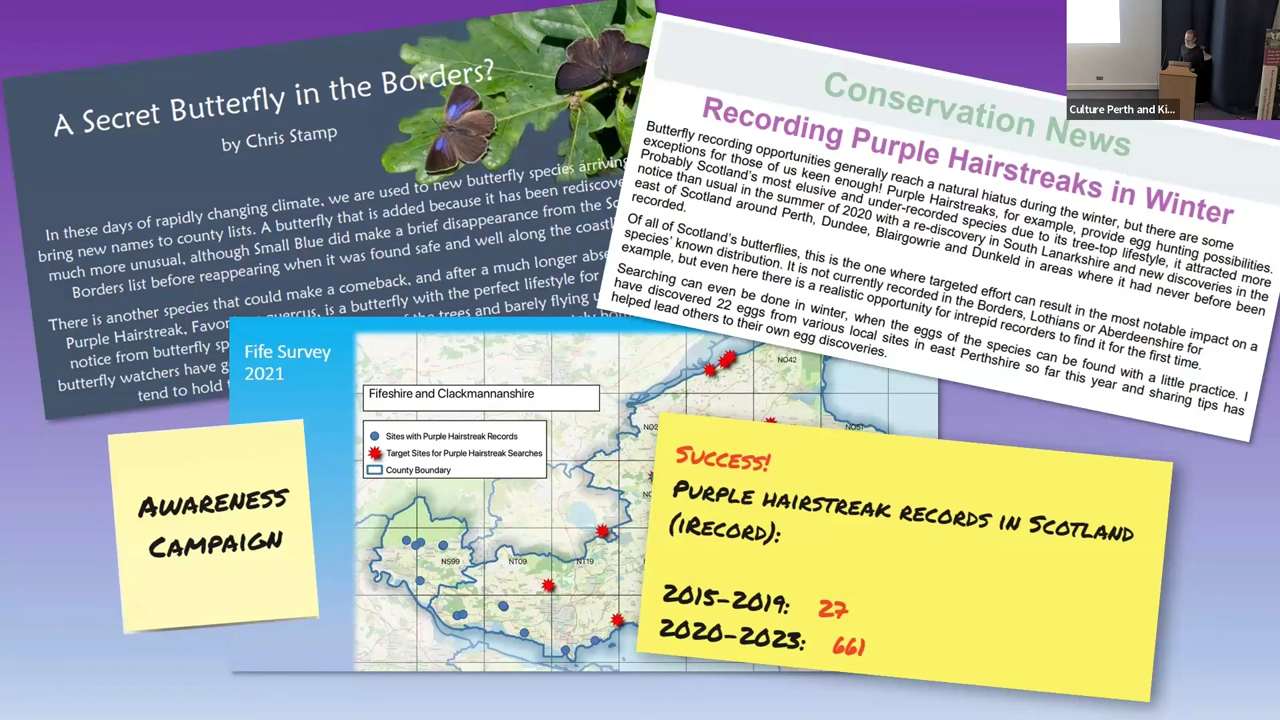 A Secret Butterfly in the Borders?
by Chris Stamp
In these days of rapidly changing climate, we are used to new butterfly species arriving
bring new names to county lists. A butterfly that is added because it has been rediscove
much more unusual, although Small Blue did make a brief disappearance from the Sc
Borders list before reappearing when it was found safe and well along the coastl
There is another species that could make a comeback, and after a much longer abse
Purple Hairstreak, Favon quercus, is a butterfly with the perfect lifestyle for
notice from butterfly sp of the trees and barely flying u
butterfly watchers have g
tend to hold t
Conservation News
Recording Purple Hairstreaks in Winter
Butterfly recording opportunities generally reach a natural hiatus during the winter, but there are some
exceptions for those of us keen enough! Purple Hairstreaks, for example, provide egg hunting possibilities.
Probably Scotland's most elusive and under-recorded species due to its tree-top lifestyle, it attracted more
notice than usual in the summer of 2020 with a re-discovery in South Lanarkshire and new discoveries in the
east of Scotland around Perth, Dundee, Blairgowrie and Dunkeld in areas where it had never before been
recorded.
Of all of Scotland's butterflies, this is the one where targeted effort can result in the most notable impact on a
species' known distribution. It is not currently recorded in the Borders, Lothians or Aberdeenshire for
example, but even here there is a realistic opportunity for intrepid recorders to find it for the first time.
Searching can even be done in winter, when the eggs of the species can be found with a little practice. I
have discovered 22 eggs from various local sites in east Perthshire so far this year and sharing tips has
helped lead others to their own egg discoveries.
Culture Perth and Ki...
Fife Survey
2021
Fifeshire and Clackmannanshire
Sites with Purple Hairstreak Records
Target Sites for Purple Hairstreak Searches
County Boundary
NO42
NO51
NS99
NT09
NT19
Awareness
Campaign
Success!
Purple hairstreak records in Scotland
(iRecord):
2015-2019: 27
2020-2023: 661